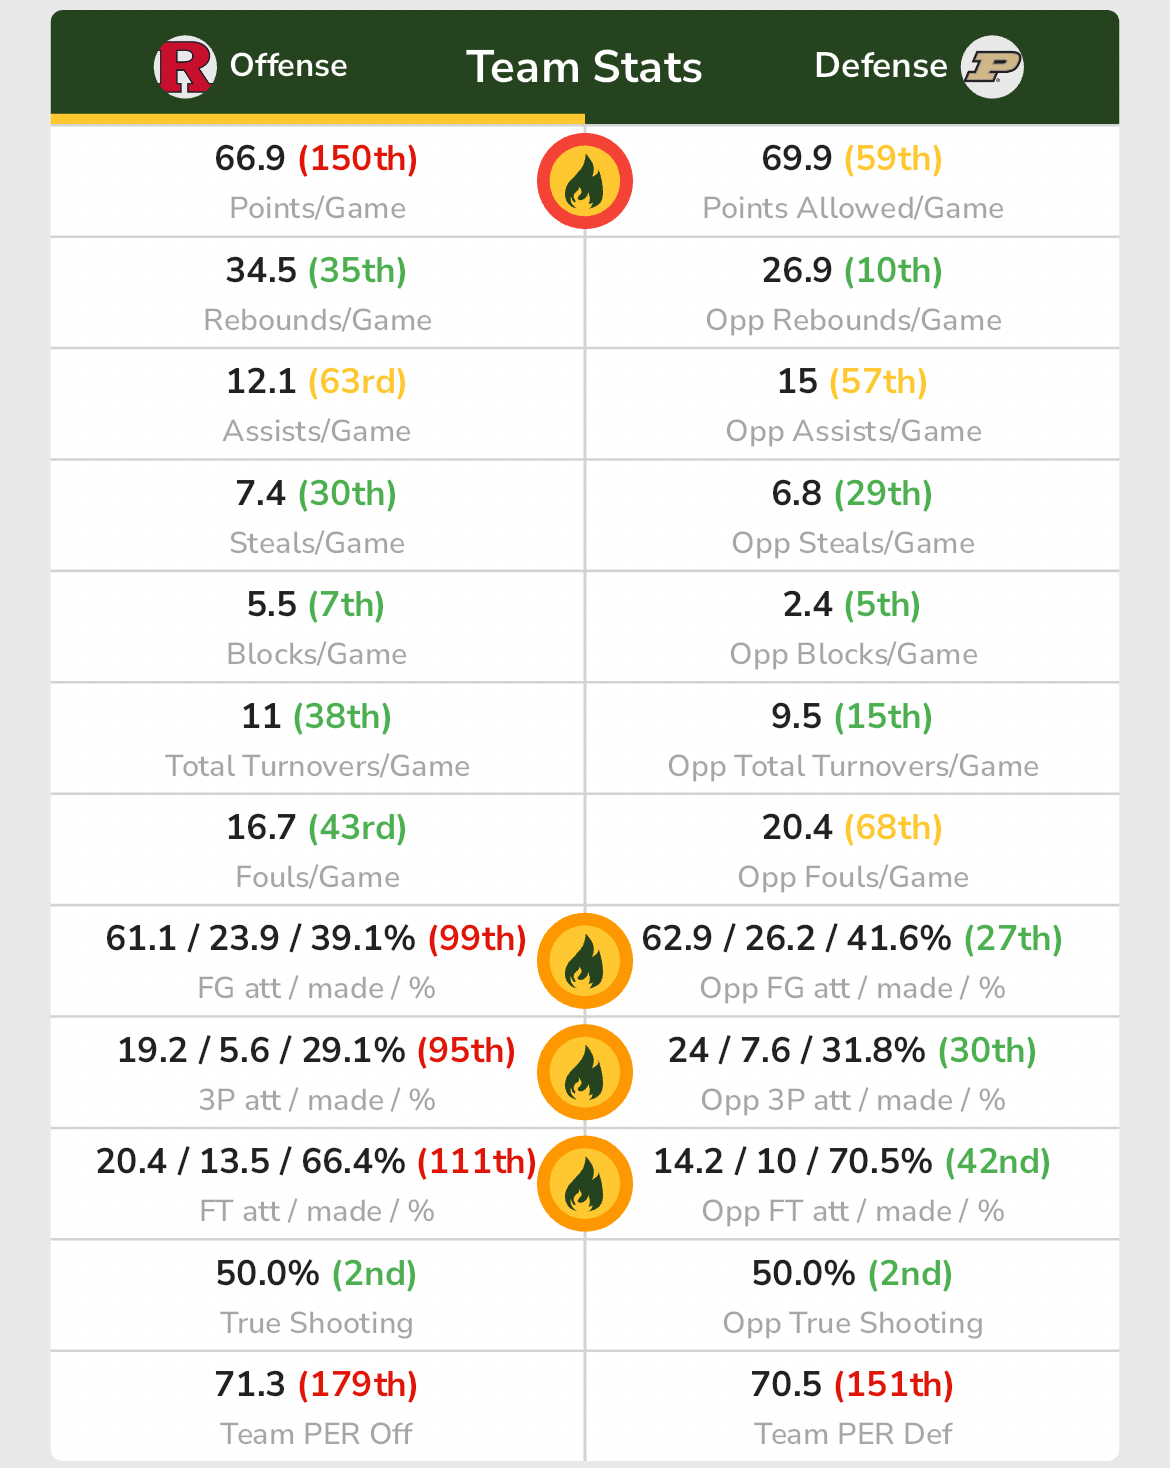 R Offense Team Stats Defense P
66.9 (150th) 69.9 (59th)
Points/Game Points Allowed/Game
34.5 (35th) 26.9 (10th)
Rebounds/Game Opp Rebounds/Game
12.1 (63rd) 15 (57th)
Assists/Game Opp Assists/Game
7.4 (30th) 6.8 (29th)
Steals/Game Opp Steals/Game
5.5 (7th) 2.4 (5th)
Blocks/Game Opp Blocks/Game
11 (38th) 9.5 (15th)
Total Turnovers/Game Opp Total Turnovers/Game
16.7 (43rd) 20.4 (68th)
Fouls/Game Opp Fouls/Game
61.1 / 23.9 / 39.1% (99th) 62.9 / 26.2 / 41.6% (27th)
FG att / made / % Opp FG att / made / %
19.2 / 5.6 / 29.1% (95th) 24 / 7.6 / 31.8% (30th)
3P att / made / % Opp 3P att / made / %
20.4 / 13.5 / 66.4% (111th) 14.2 / 10 / 70.5% (42nd)
FT att / made / % Opp FT att / made / %
50.0% (2nd) 50.0% (2nd)
True Shooting Opp True Shooting
71.3 (179th) 70.5 (151th)
Team PER Off Team PER Def